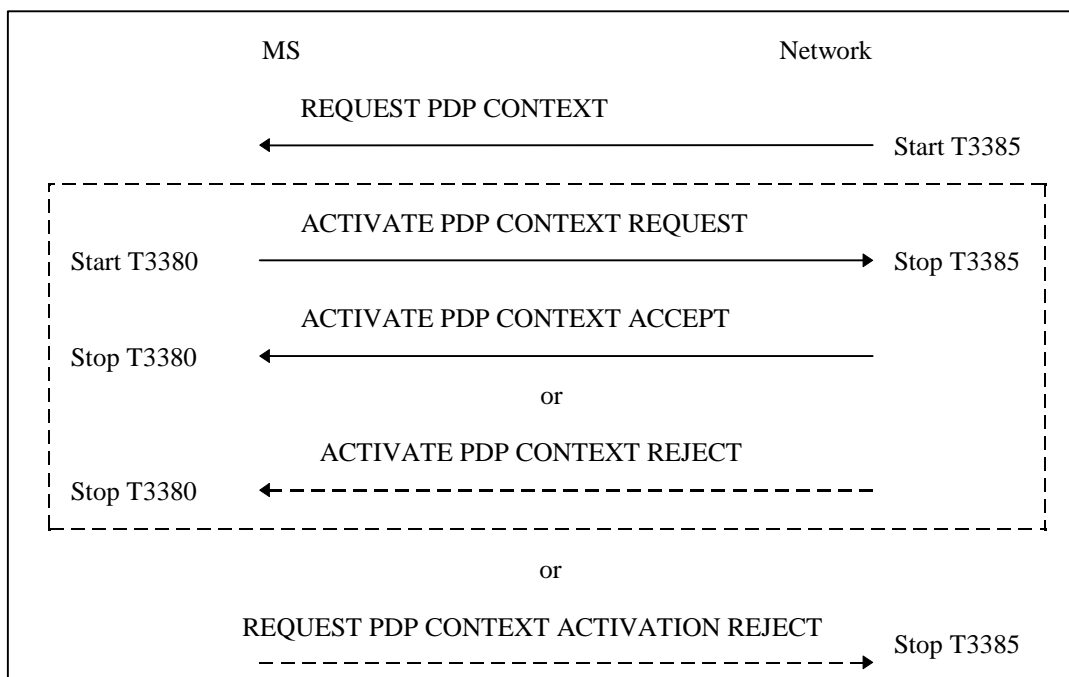 MS Network
REQUEST PDP CONTEXT
Start T3385
ACTIVATE PDP CONTEXT REQUEST
Start T3380 Stop T3385
ACTIVATE PDP CONTEXT ACCEPT
Stop T3380
or
ACTIVATE PDP CONTEXT REJECT
Stop T3380
or
REQUEST PDP CONTEXT ACTIVATION REJECT
Stop T3385